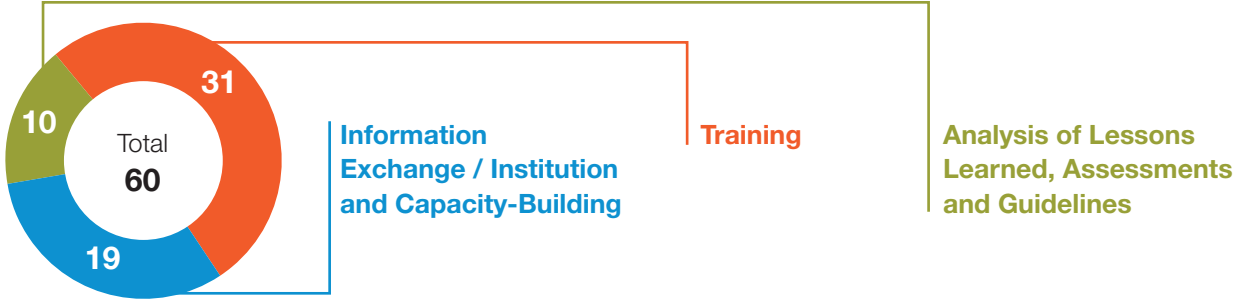 31
10
Total
60
19
Information
Exchange / Institution
and Capacity-Building
Training
Analysis of Lessons
Learned, Assessments
and Guidelines